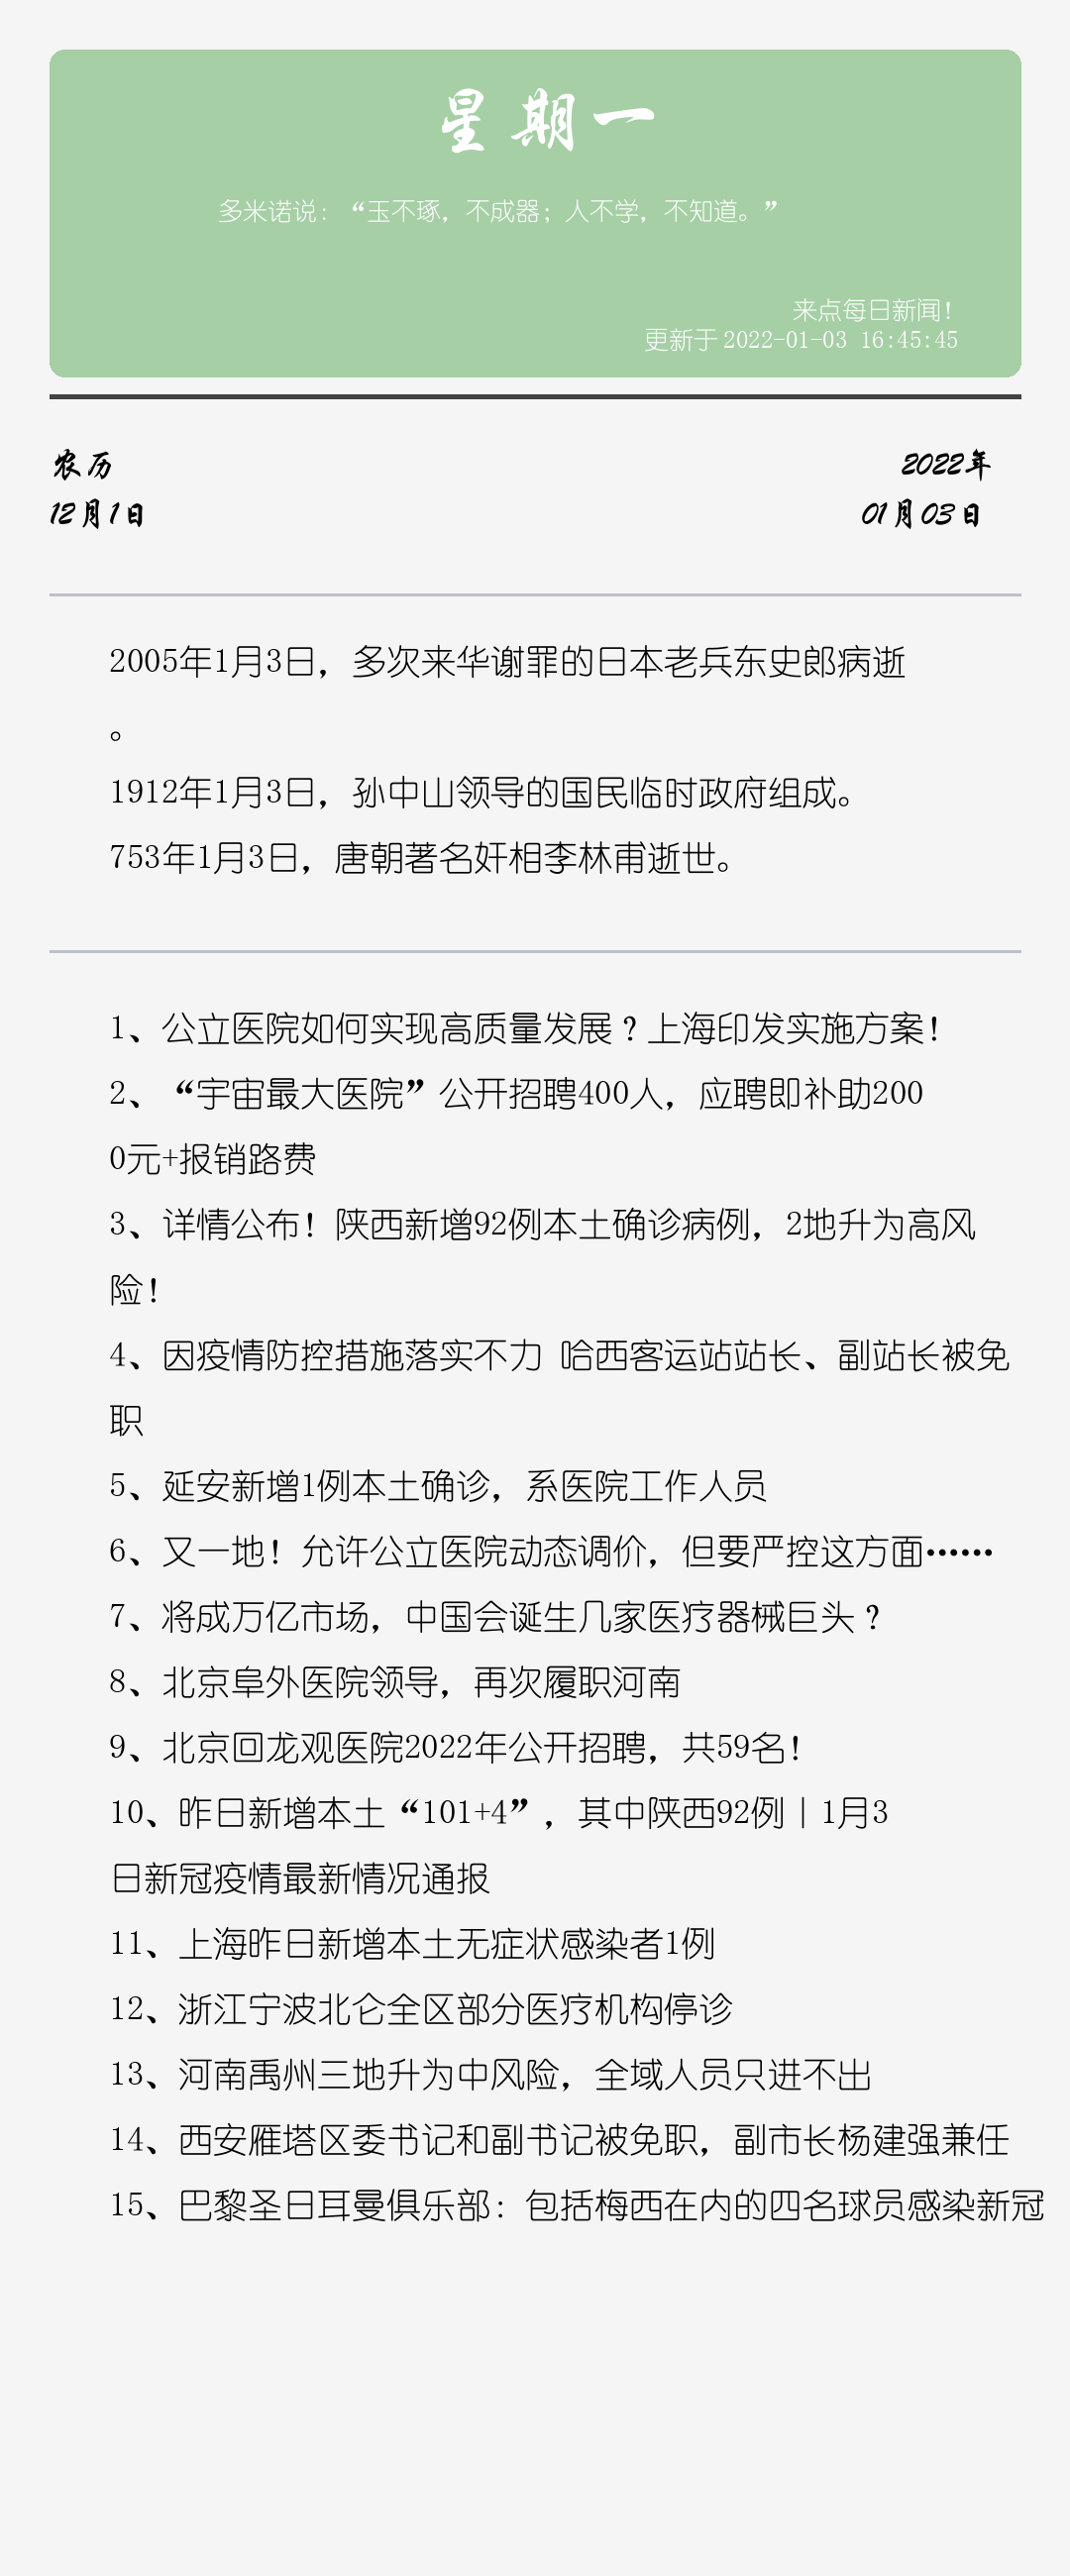 星期一
多米诺说：“玉不琢，不成器；人不学，不知道。”
来点每日新闻！
更新于 2022-01-03 16:45:45
农历
2022年
12月1日
01月03日
2005年1月3日，多次来华谢罪的日本老兵东史郎病逝
。
1912年1月3日，孙中山领导的国民临时政府组成。
753年1月3日，唐朝著名奸相李林甫逝世。
1、公立医院如何实现高质量发展？上海印发实施方案！
2、“宇宙最大医院”公开招聘400人，应聘即补助200
0元+报销路费
3、详情公布！陕西新增92例本土确诊病例，2地升为高风
险！
4、因疫情防控措施落实不力 哈西客运站站长、副站长被免
职
5、延安新增1例本土确诊，系医院工作人员
6、又一地！允许公立医院动态调价，但要严控这方面……
7、将成万亿市场，中国会诞生几家医疗器械巨头？
8、北京阜外医院领导，再次履职河南
9、北京回龙观医院2022年公开招聘，共59名！
10、昨日新增本土“101+4”，其中陕西92例｜1月3
日新冠疫情最新情况通报
11、上海昨日新增本土无症状感染者1例
12、浙江宁波北仑全区部分医疗机构停诊
13、河南禹州三地升为中风险，全域人员只进不出
14、西安雁塔区委书记和副书记被免职，副市长杨建强兼任
15、巴黎圣日耳曼俱乐部：包括梅西在内的四名球员感染新冠